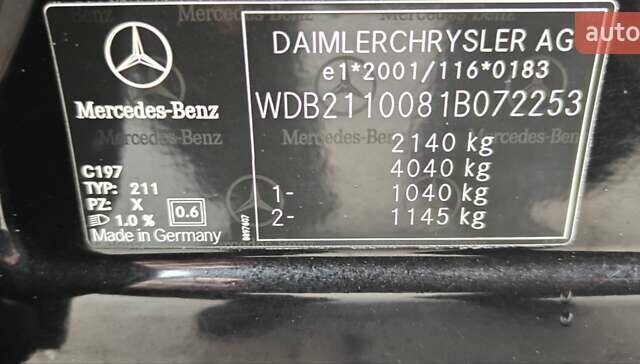 auto
DAIMLERCHRYSLER AG
e1*2001/116*0183
Mercedes-Benz
WDB2110081B072253
2140 kg
4040 kg
1- 1040 kg
2- 1145 kg
C197
TYP: 211
PZ: X
1.0 % 0.6
Made in Germany